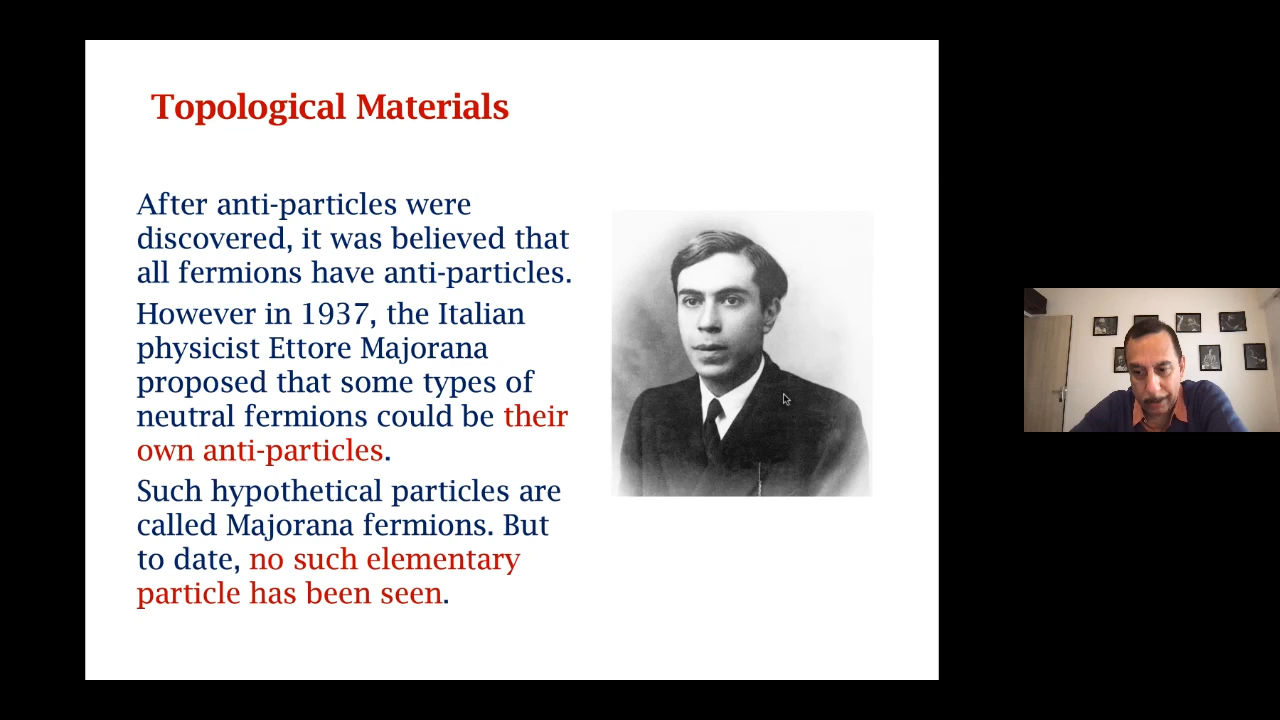 Topological Materials
After anti-particles were
discovered, it was believed that
all fermions have anti-particles.
However in 1937, the Italian
physicist Ettore Majorana
proposed that some types of
neutral fermions could be their
own anti-particles.
Such hypothetical particles are
called Majorana fermions. But
to date, no such elementary
particle has been seen.